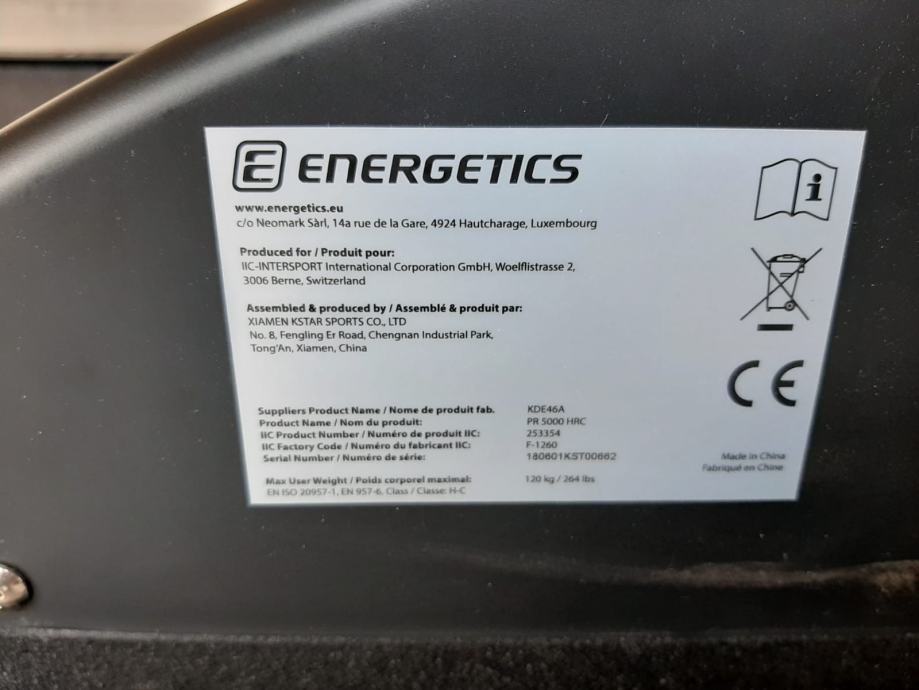 ENERGETICS
www.energetics.eu
c/o Neomark Sàrl, 14a rue de la Gare, 4924 Hautcharage, Luxembourg
Produced for / Produit pour:
IIC-INTERSPORT International Corporation GmbH, Woelflistrasse 2,
3006 Berne, Switzerland
Assembled & produced by / Assemblé & produit par:
XIAMEN KSTAR SPORTS CO., LTD
No. 8, Fengling Er Road, Chengnan Industrial Park,
Tong'An, Xiamen, China
Suppliers Product Name / Nome de produit fab. KDE46A
Product Name / Nom du produit: PR 5000 HRC
IIC Product Number / Numéro de produit IIC: 253354
IIC Factory Code / Numéro du fabricant IIC: F-1260
Serial Number / Numéro de série: 180601KST00662
Max User Weight / Poids corporel maximal: 120 kg / 264 lbs
EN ISO 20957-1, EN 957-6, Class / Classe: H-C
i
CE
Made in China
Fabriqué en Chine